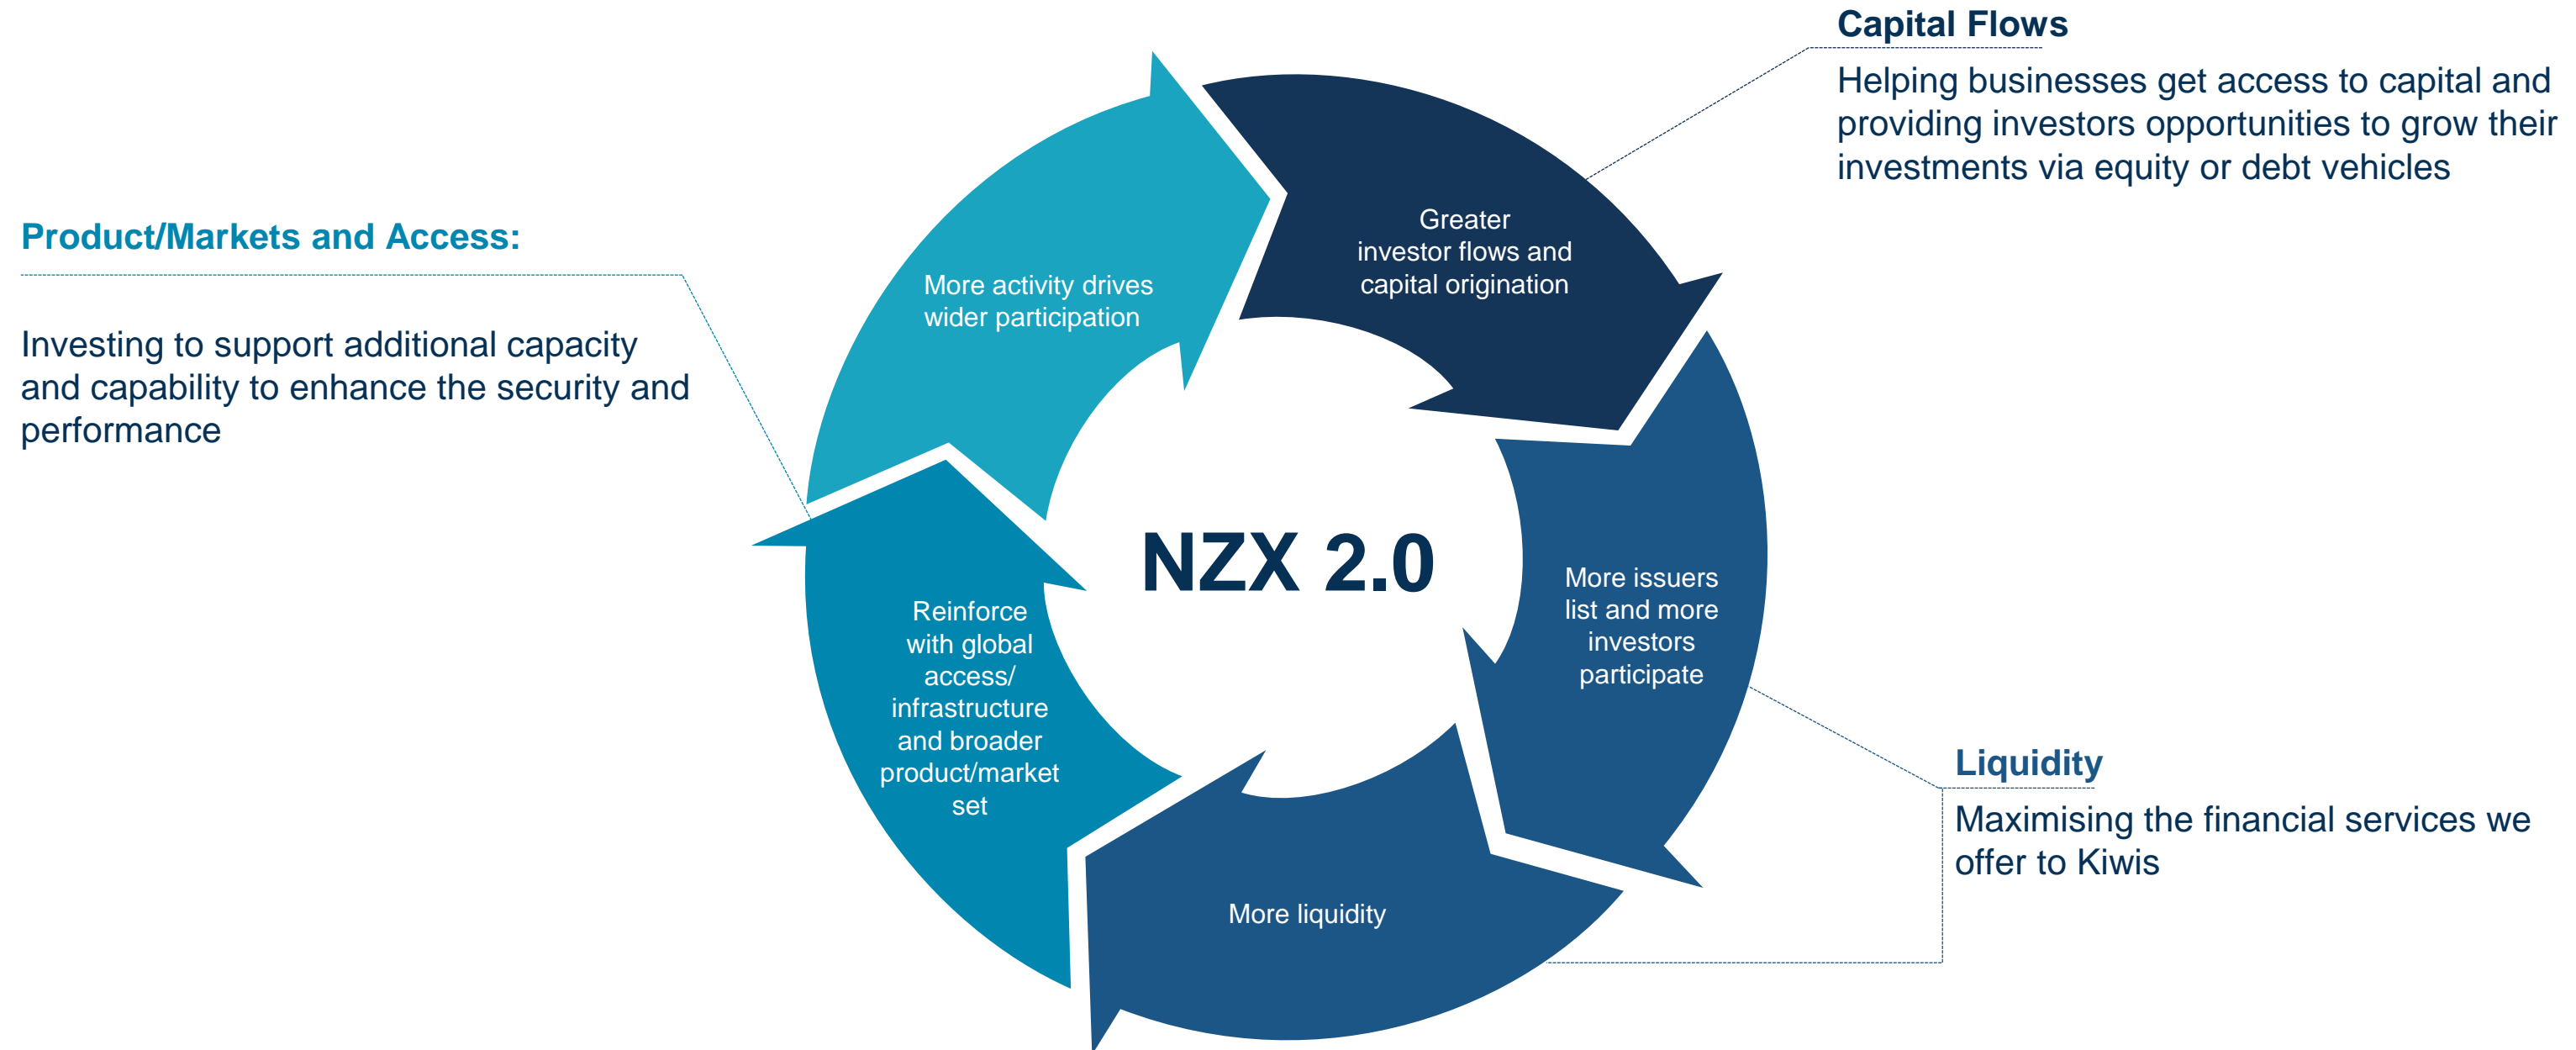 Capital Flows
Helping businesses get access to capital and
providing investors opportunities to grow their
investments via equity or debt vehicles
Product/Markets and Access:
Investing to support additional capacity
and capability to enhance the security and
performance
More activity drives
wider participation
Greater
investor flows and
capital origination
NZX 2.0
More issuers
list and more
investors
participate
Reinforce
with global
access/
infrastructure
and broader
product/market
set
More liquidity
Liquidity
Maximising the financial services we
offer to Kiwis